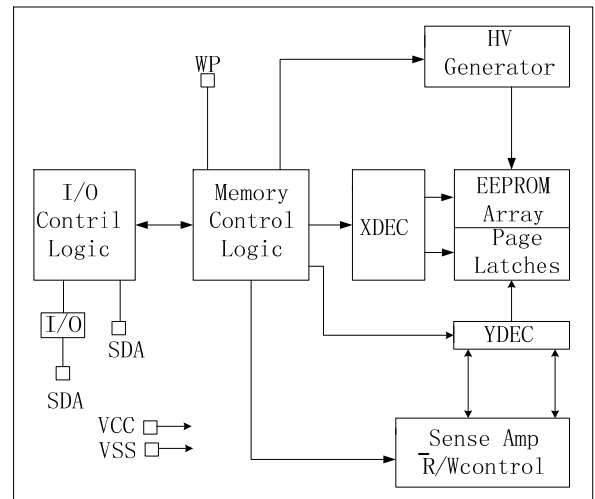 HV
Generator
WP
I/O
Contril
Logic
Memory
Control
Logic
XDEC
EEPROM
Array
Page
Latches
I/O
SDA
SDA
YDEC
VCC
VSS
Sense Amp
R̅/Wcontrol